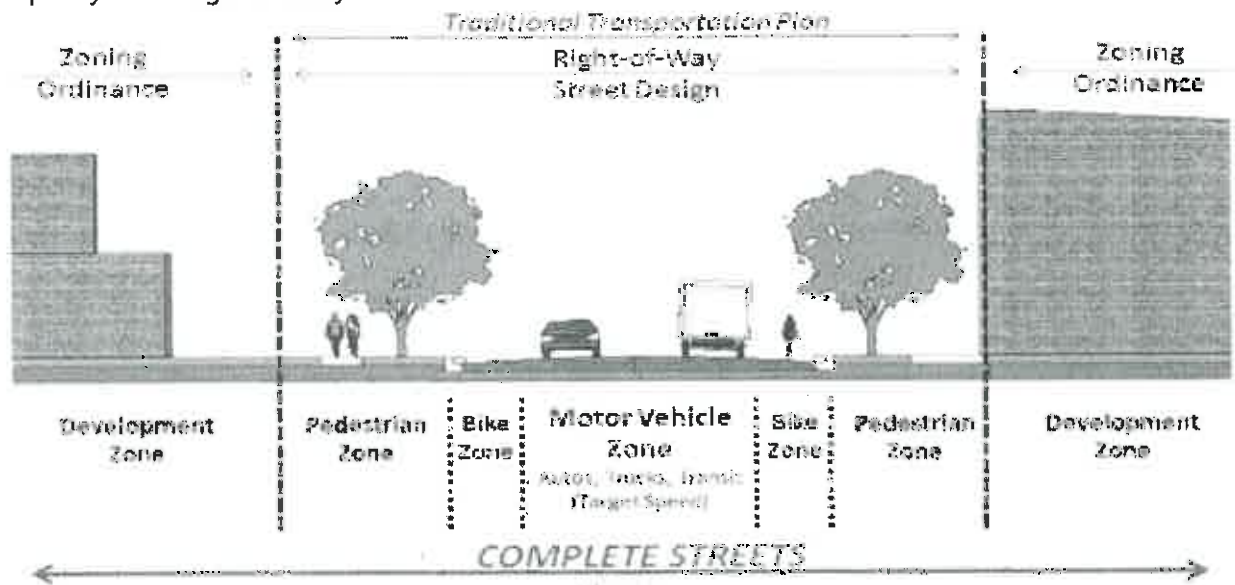 Traditional Transportation Plan
Zoning
Ordinance
Right-of-Way
Street Design
Zoning
Ordinance
Development
Zone
Pedestrian
Zone
Bike
Zone
Motor Vehicle
Zone
Autos, Trucks, Transit
(Target Speed)
Bike
Zone
Pedestrian
Zone
Development
Zone
COMPLETE STREETS